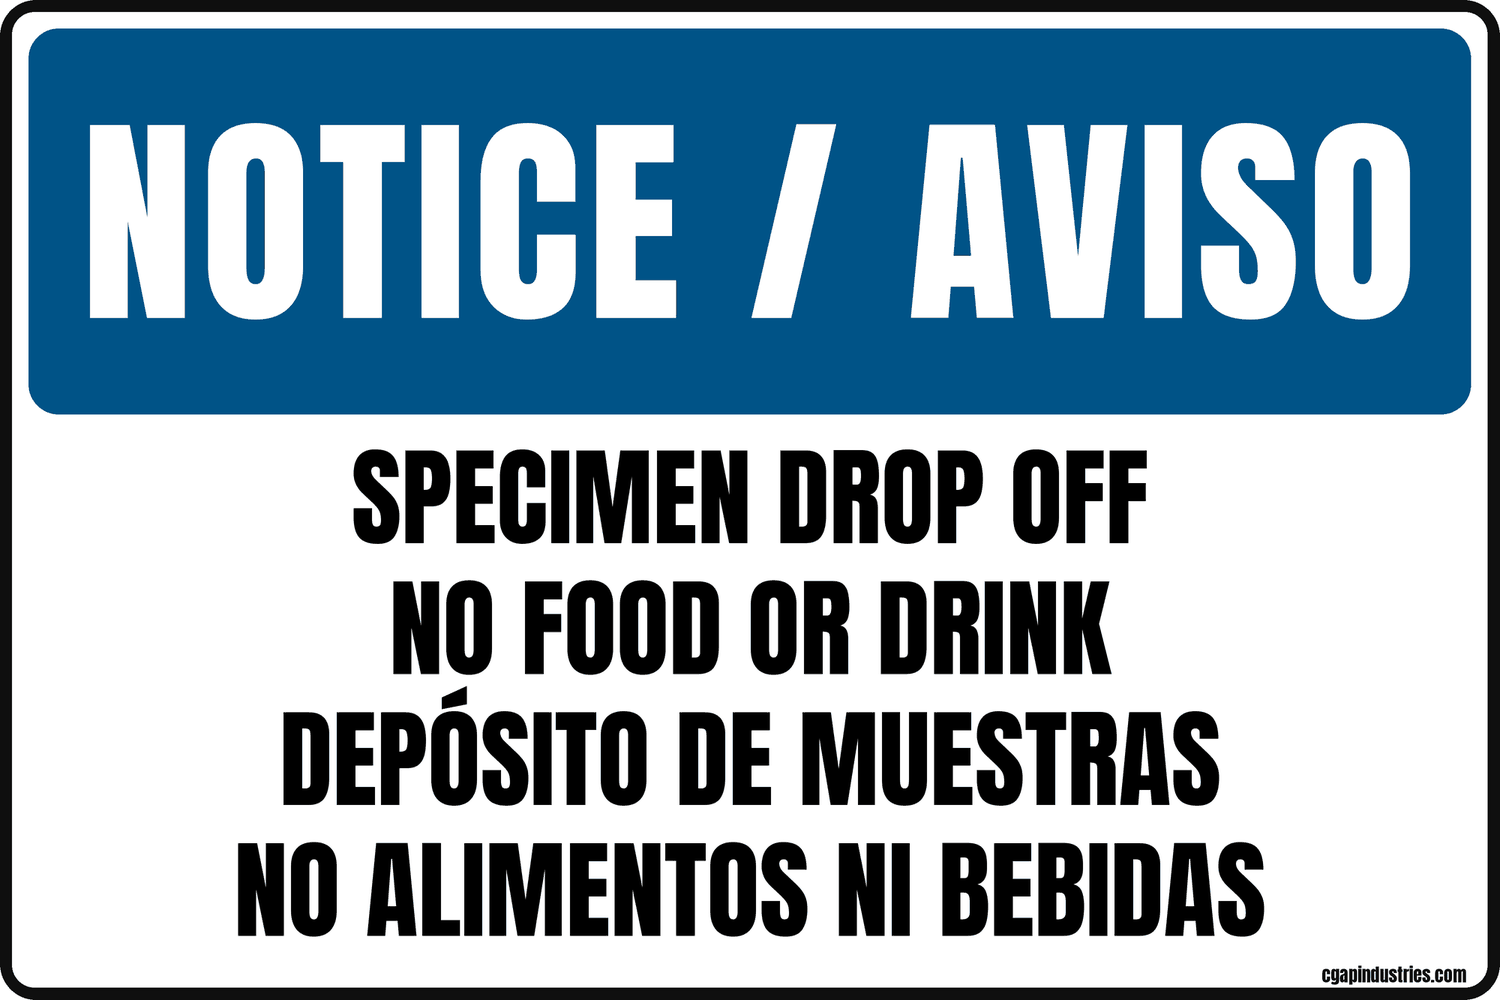 NOTICE / AVISO
SPECIMEN DROP OFF
NO FOOD OR DRINK
DEPÓSITO DE MUESTRAS
NO ALIMENTOS NI BEBIDAS
cgapindustries.com